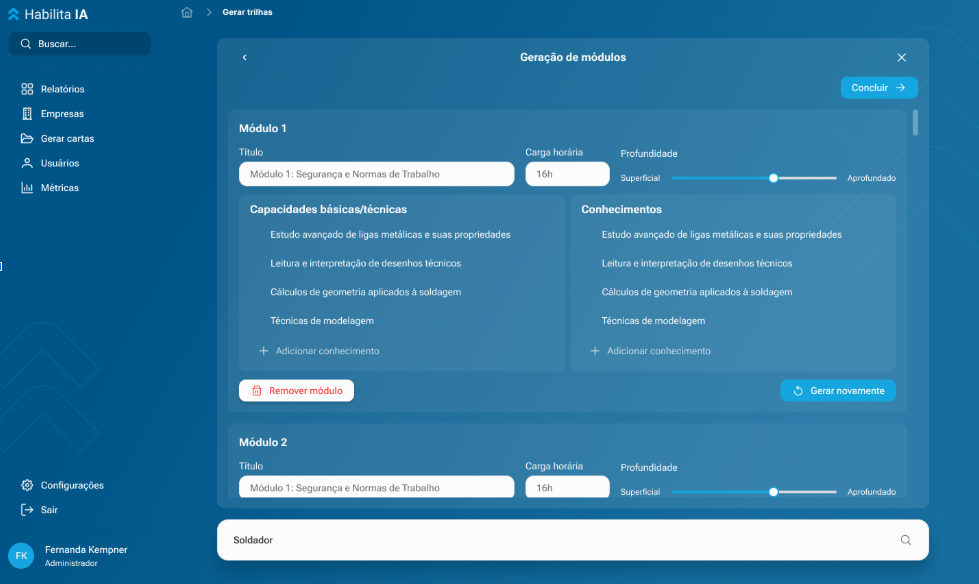 Habilita IA
Buscar...
Relatórios
Empresas
Gerar cartas
Usuários
Métricas
Configurações
Sair
FK
Fernanda Kempner
Administrador
Gerar trilhas
Geração de módulos
Concluir
Módulo 1
Título
Módulo 1: Segurança e Normas de Trabalho
Carga horária
16h
Profundidade
Superficial
Aprofundado
Capacidades básicas/técnicas
Estudo avançado de ligas metálicas e suas propriedades
Leitura e interpretação de desenhos técnicos
Cálculos de geometria aplicados à soldagem
Técnicas de modelagem
Adicionar conhecimento
Conhecimentos
Estudo avançado de ligas metálicas e suas propriedades
Leitura e interpretação de desenhos técnicos
Cálculos de geometria aplicados à soldagem
Técnicas de modelagem
Adicionar conhecimento
Remover módulo
Gerar novamente
Módulo 2
Título
Módulo 1: Segurança e Normas de Trabalho
Carga horária
16h
Profundidade
Superficial
Aprofundado
Soldador